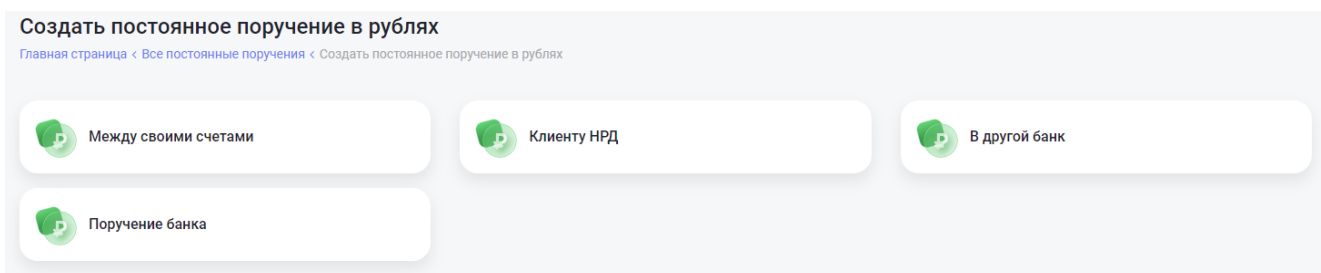 Создать постоянное поручение в рублях
Главная страница < Все постоянные поручения < Создать постоянное поручение в рублях
Между своими счетами
Клиенту НРД
В другой банк
Поручение банка